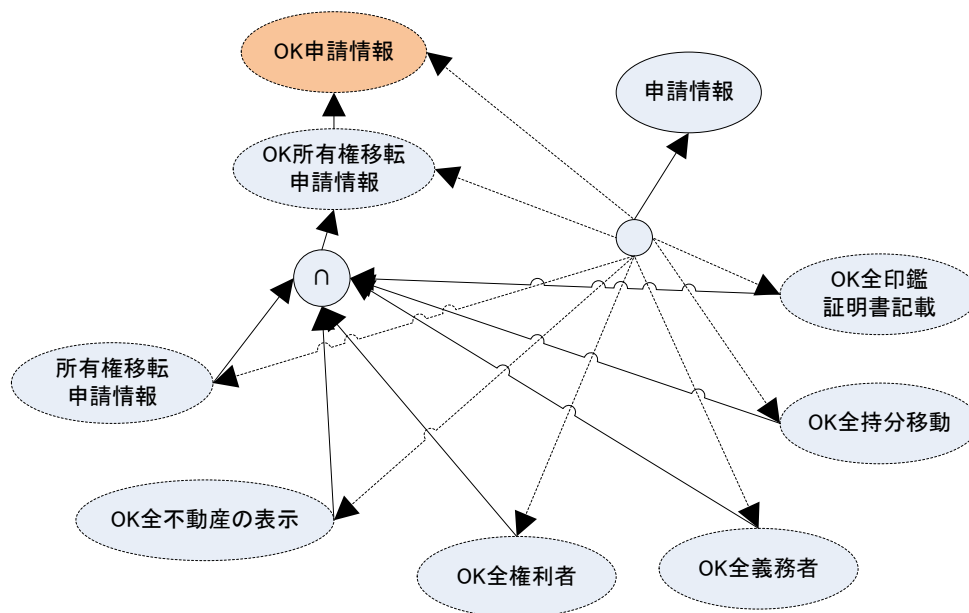 OK申請情報
申請情報
OK所有権移転
申請情報
∩
OK全印鑑
証明書記載
所有権移転
申請情報
OK全持分移動
OK全不動産の表示
OK全権利者
OK全義務者